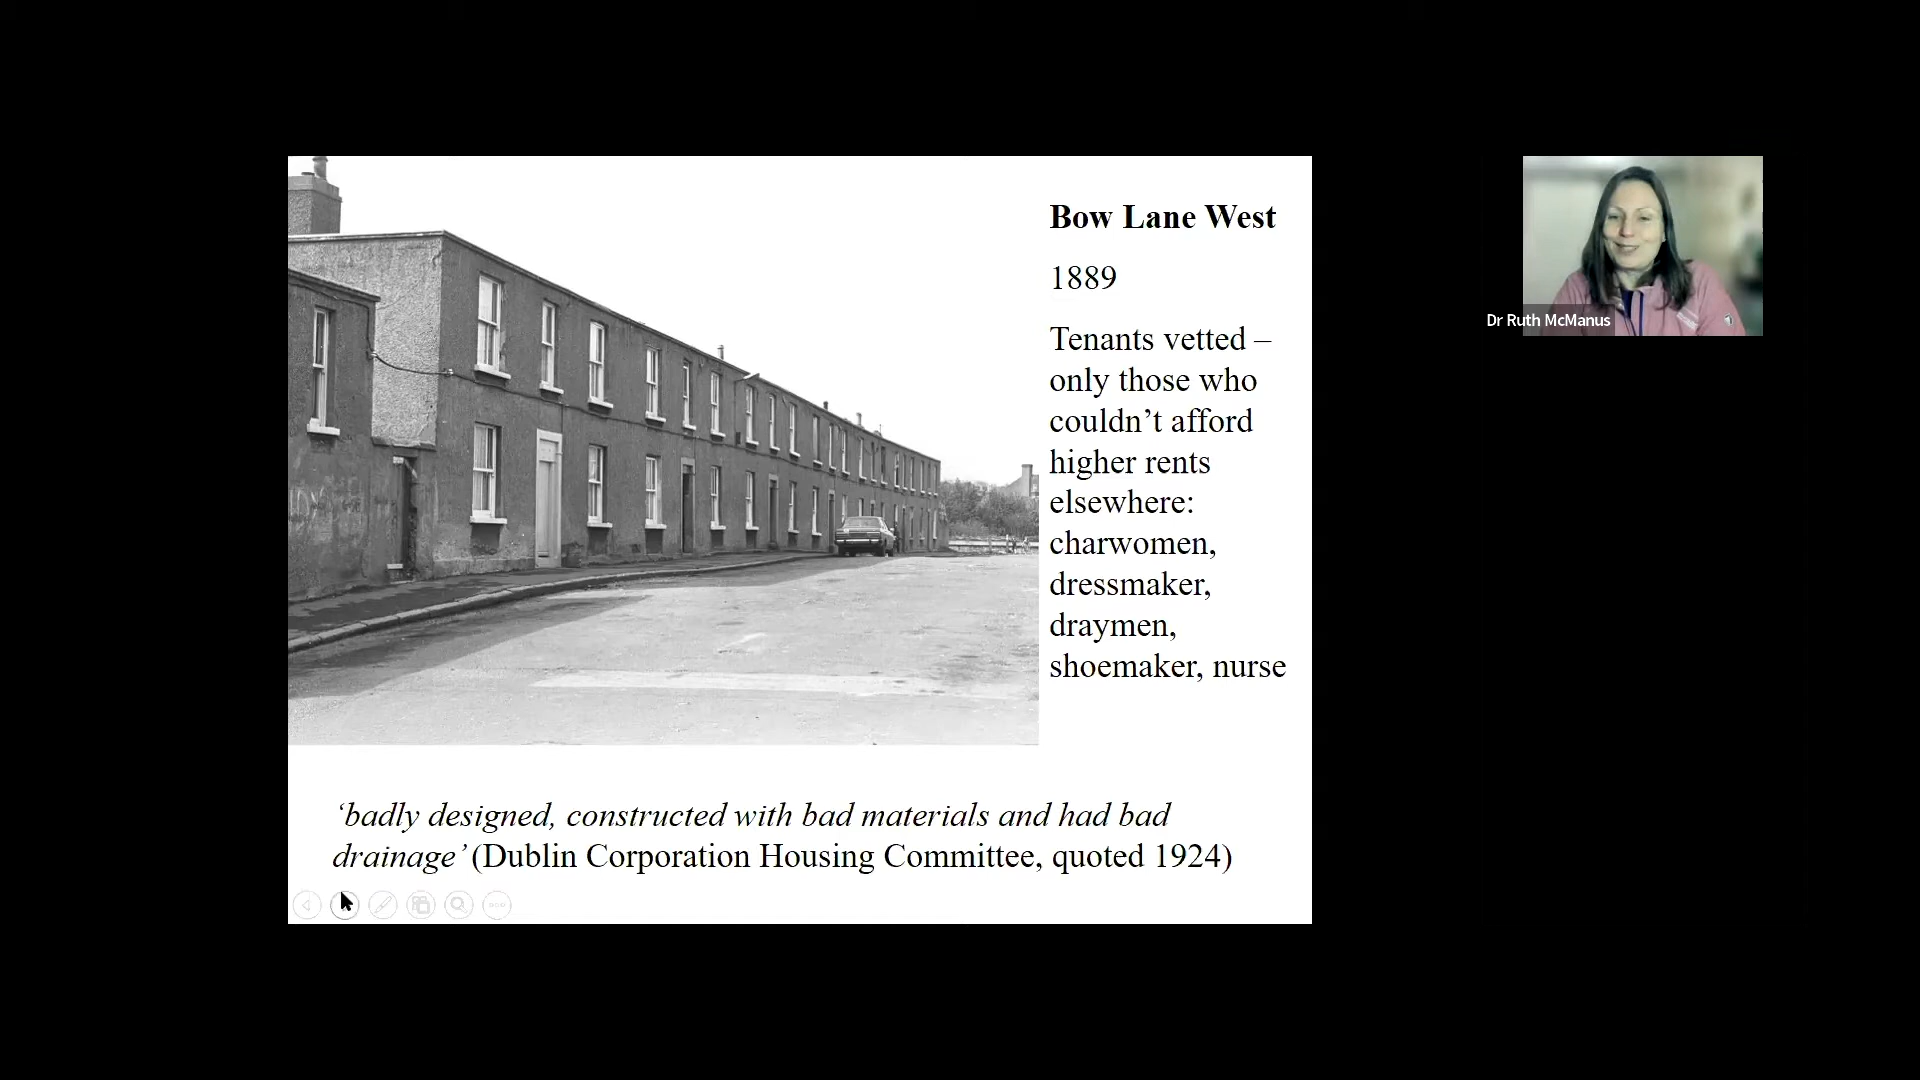 Bow Lane West
1889
Tenants vetted –
only those who
couldn’t afford
higher rents
elsewhere:
charwomen,
dressmaker,
draymen,
shoemaker, nurse
‘badly designed, constructed with bad materials and had bad
drainage’ (Dublin Corporation Housing Committee, quoted 1924)
Dr Ruth McManus